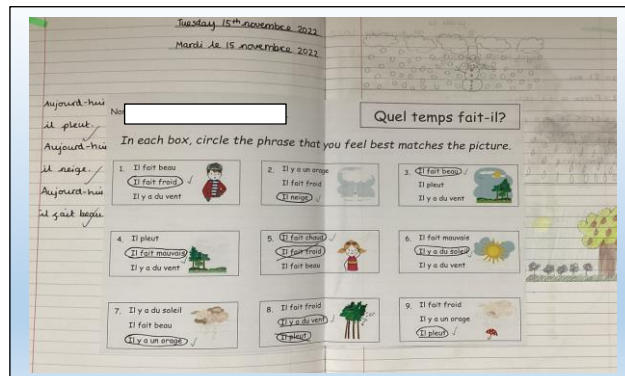 Tuesday 15th novembre 2022
Mardi le 15 novembre 2022
Aujourd-hui
il pleut.
Aujourd-hui
il neige.
Aujourd-hui
il fait beau
Quel temps fait-il?
In each box, circle the phrase that you feel best matches the picture.
1. Il fait beau
Il fait froid
Il y a du vent
2. Il y a un orage
Il fait froid
Il neige
3. Il fait beau
Il pleut
Il y a du vent
4. Il pleut
Il fait mauvais
Il y a du vent
5. Il fait chaud
Il fait froid
Il fait beau
6. Il fait mauvais
Il y a du soleil
Il y a du vent
7. Il y a du soleil
Il fait beau
Il y a un orage
8. Il fait froid
Il y a du vent
Il pleut
9. Il fait froid
Il y a un orage
Il pleut